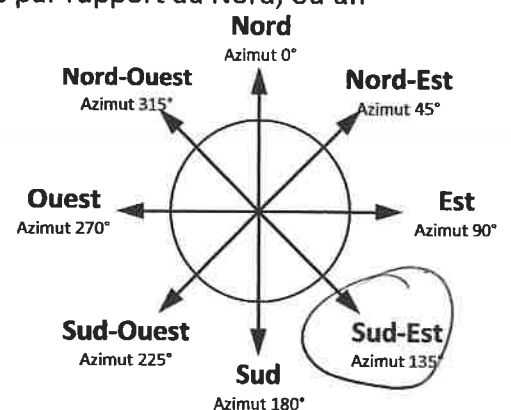 par rapport au Nord, ou un
Nord
Azimut 0°
Nord-Ouest
Azimut 315°
Nord-Est
Azimut 45°
Ouest
Azimut 270°
Est
Azimut 90°
Sud-Ouest
Azimut 225°
Sud-Est
Azimut 135°
Sud
Azimut 180°